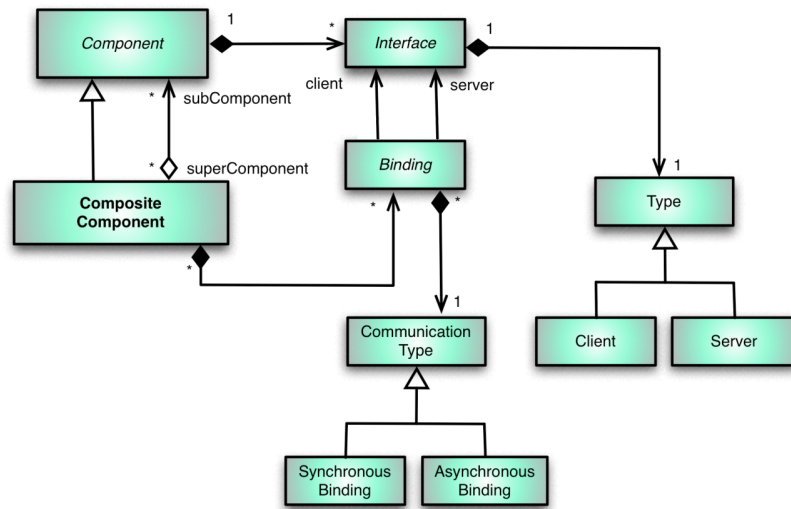 1
*
Component
Interface
1
client
server
*
subComponent
*
superComponent
Binding
1
Composite
Component
*
*
Type
*
1
Communication
Type
Client
Server
Synchronous
Binding
Asynchronous
Binding